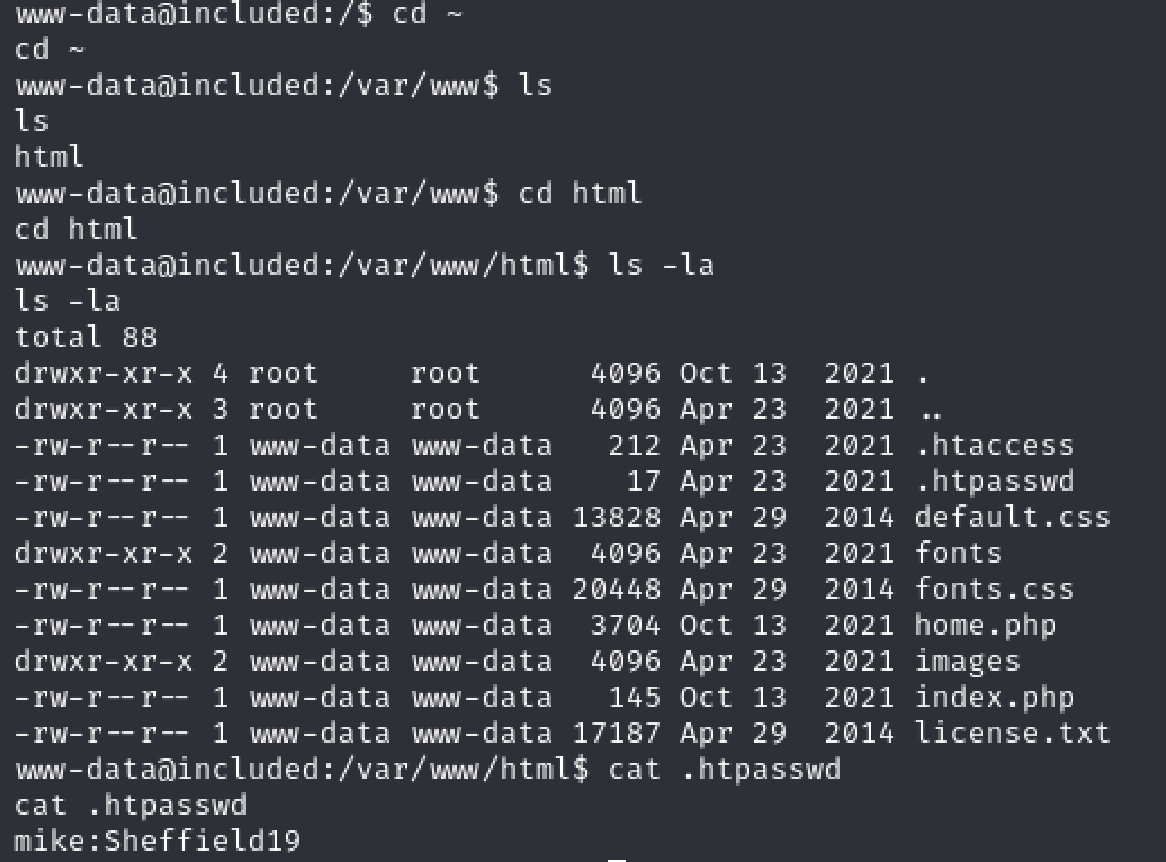 www-data@included:/$ cd ~
cd ~
www-data@included:/var/www$ ls
ls
html
www-data@included:/var/www$ cd html
cd html
www-data@included:/var/www/html$ ls -la
ls -la
total 88
drwxr-xr-x 4 root     root      4096 Oct 13  2021 .
drwxr-xr-x 3 root     root      4096 Apr 23  2021 ..
-rw-r--r-- 1 www-data www-data   212 Apr 23  2021 .htaccess
-rw-r--r-- 1 www-data www-data    17 Apr 23  2021 .htpasswd
-rw-r--r-- 1 www-data www-data 13828 Apr 29  2014 default.css
drwxr-xr-x 2 www-data www-data  4096 Apr 23  2021 fonts
-rw-r--r-- 1 www-data www-data 20448 Apr 29  2014 fonts.css
-rw-r--r-- 1 www-data www-data  3704 Oct 13  2021 home.php
drwxr-xr-x 2 www-data www-data  4096 Apr 23  2021 images
-rw-r--r-- 1 www-data www-data   145 Oct 13  2021 index.php
-rw-r--r-- 1 www-data www-data 17187 Apr 29  2014 license.txt
www-data@included:/var/www/html$ cat .htpasswd
cat .htpasswd
mike:Sheffield19